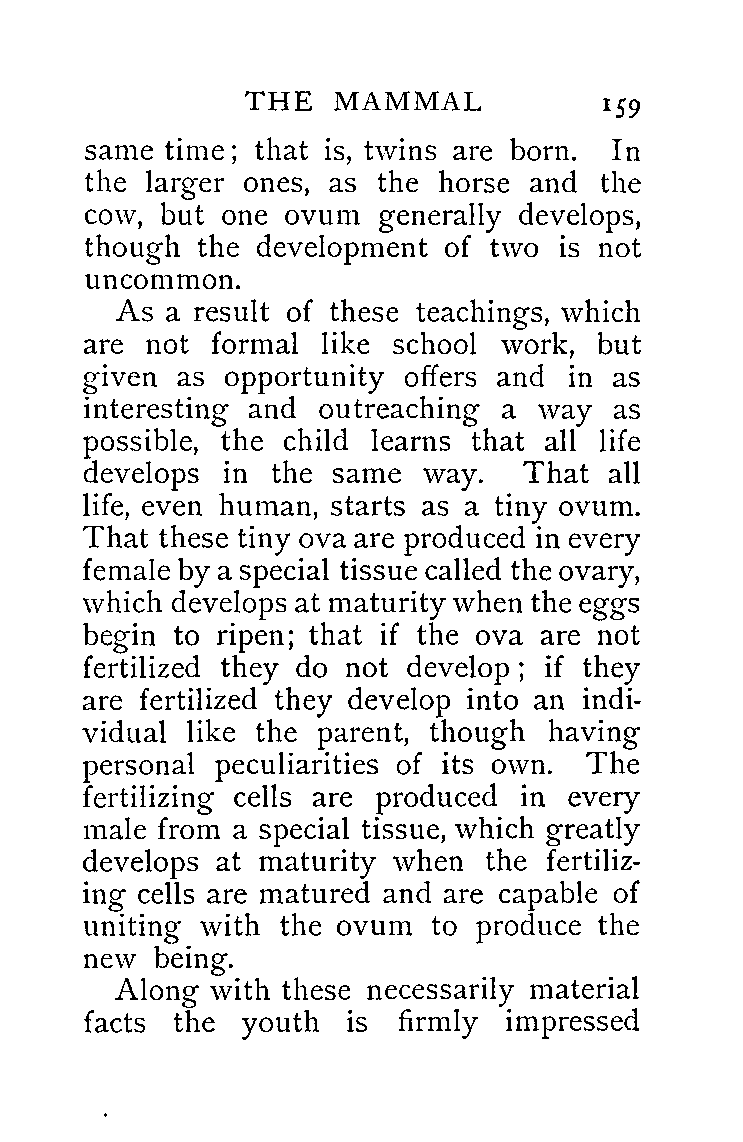 THE MAMMAL 159
same time; that is, twins are born. In
the larger ones, as the horse and the
cow, but one ovum generally develops,
though the development of two is not
uncommon.
As a result of these teachings, which
are not formal like school work, but
given as opportunity offers and in as
interesting and outreaching a way as
possible, the child learns that all life
develops in the same way. That all
life, even human, starts as a tiny ovum.
That these tiny ova are produced in every
female by a special tissue called the ovary,
which develops at maturity when the eggs
begin to ripen; that if the ova are not
fertilized they do not develop; if they
are fertilized they develop into an indi-
vidual like the parent, though having
personal peculiarities of its own. The
fertilizing cells are produced in every
male from a special tissue, which greatly
develops at maturity when the fertiliz-
ing cells are matured and are capable of
uniting with the ovum to produce the
new being.
Along with these necessarily material
facts the youth is firmly impressed